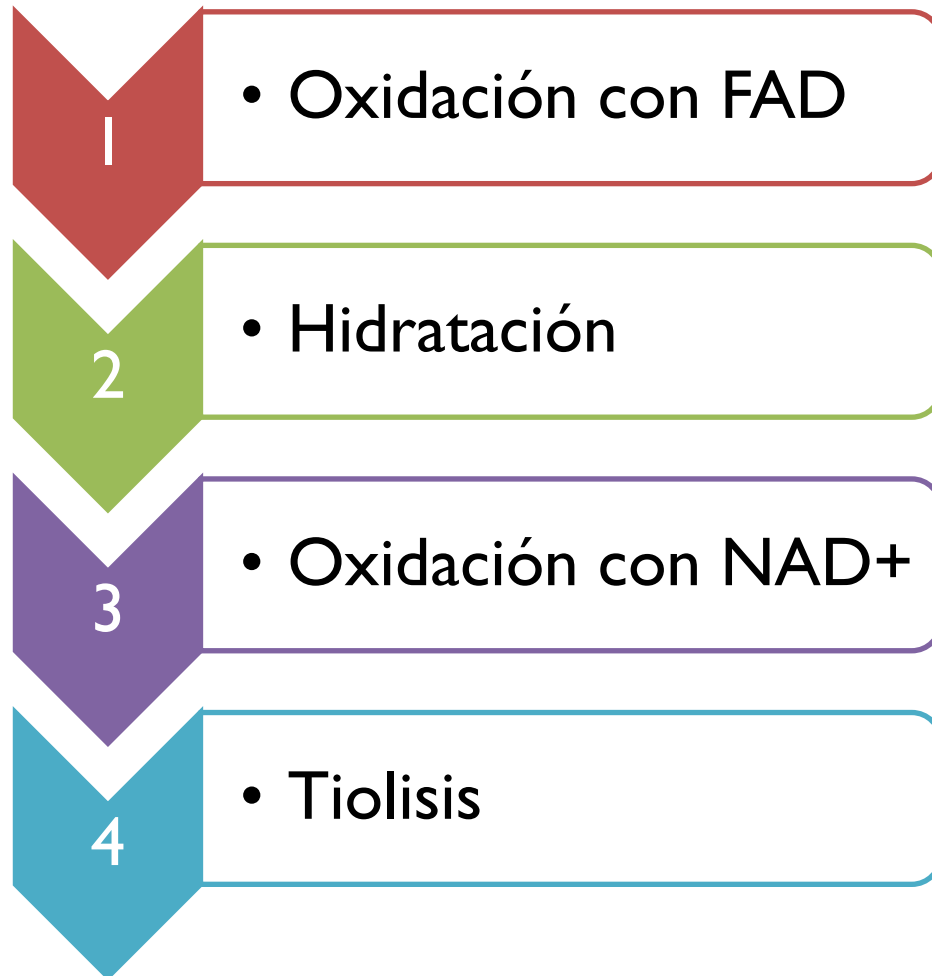 1
• Oxidación con FAD
2
• Hidratación
3
• Oxidación con NAD+
4
• Tiolisis